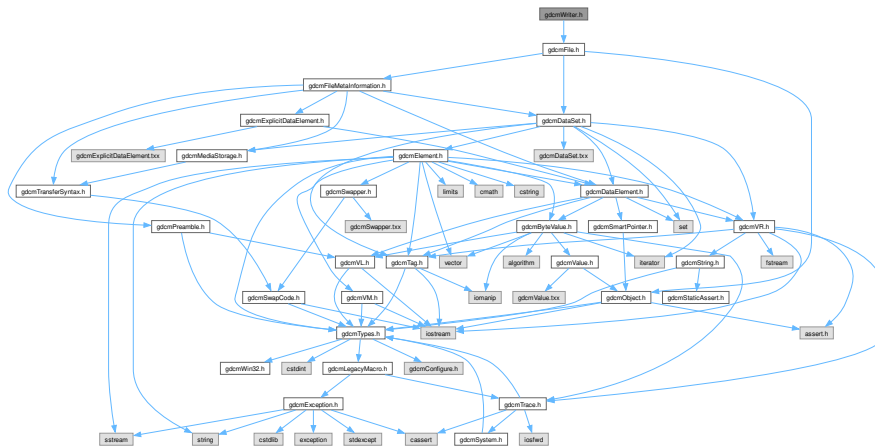 gdcmWriter.h
gdcmFile.h
gdcmFileMetaInformation.h
gdcmExplicitDataElement.h
gdcmDataSet.h
gdcmExplicitDataElement.txx
gdcmMediaStorage.h
gdcmElement.h
gdcmDataSet.txx
gdcmTransferSyntax.h
gdcmSwapper.h
limits
cmath
cstring
gdcmDataElement.h
gdcmPreamble.h
gdcmSwapper.txx
gdcmByteValue.h
gdcmSmartPointer.h
set
gdcmVR.h
gdcmVL.h
gdcmTag.h
vector
algorithm
gdcmValue.h
iterator
gdcmString.h
fstream
gdcmSwapCode.h
gdcmVM.h
iomanip
gdcmValue.txx
gdcmObject.h
gdcmStaticAssert.h
gdcmTypes.h
iostream
assert.h
gdcmWin32.h
cstdint
gdcmLegacyMacro.h
gdcmConfigure.h
gdcmException.h
gdcmTrace.h
sstream
string
cstdlib
exception
stdexcept
cassert
gdcmSystem.h
iosfwd